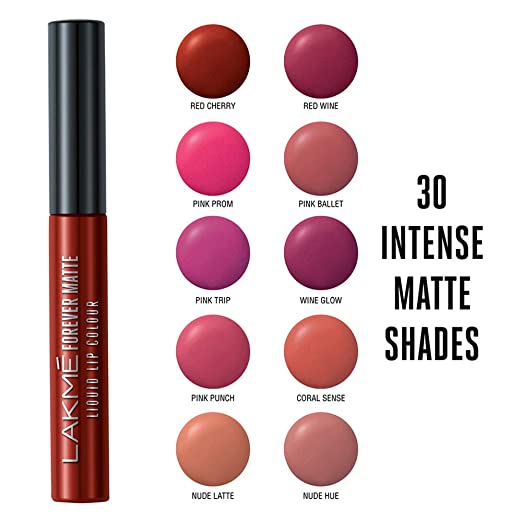 LAKMÉ FOREVER MATTE
LIQUID LIP COLOUR
RED CHERRY
RED WINE
PINK PROM
PINK BALLET
PINK TRIP
WINE GLOW
PINK PUNCH
CORAL SENSE
NUDE LATTE
NUDE HUE
30
INTENSE
MATTE
SHADES